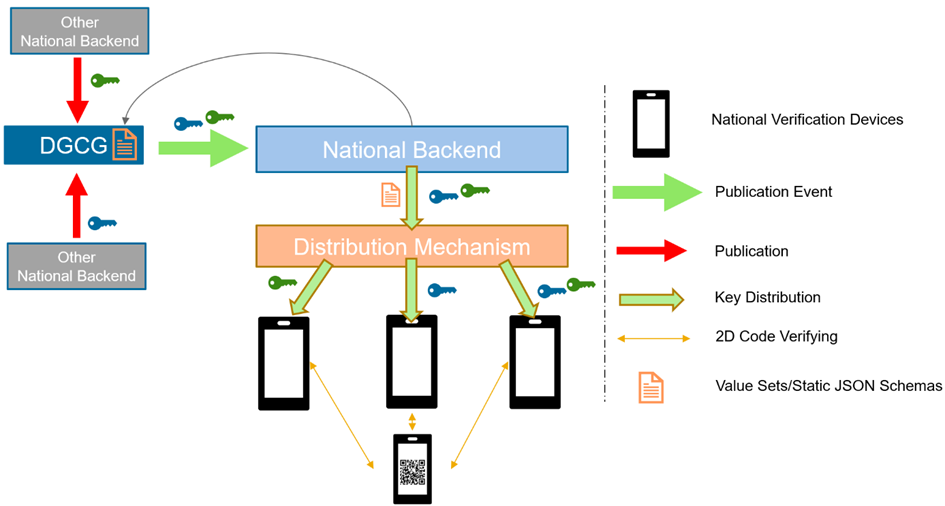 Other
National Backend
DGCG
National Backend
Distribution Mechanism
Other
National Backend
National Verification Devices
Publication Event
Publication
Key Distribution
2D Code Verifying
Value Sets/Static JSON Schemas